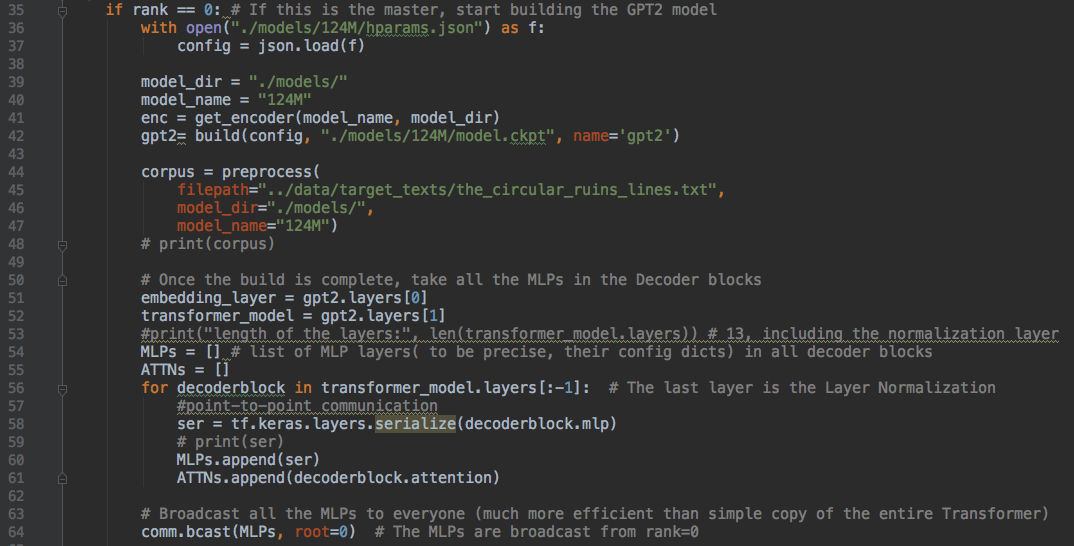 35 if rank == 0: # If this is the master, start building the GPT2 model
36 with open("./models/124M/hparams.json") as f:
37 config = json.load(f)
38
39 model_dir = "./models/"
40 model_name = "124M"
41 enc = get_encoder(model_name, model_dir)
42 gpt2= build(config, "./models/124M/model.ckpt", name='gpt2')
43
44 corpus = preprocess(
45 filepath="../data/target_texts/the_circular_ruins_lines.txt",
46 model_dir="./models/",
47 model_name="124M")
48 # print(corpus)
49
50 # Once the build is complete, take all the MLPs in the Decoder blocks
51 embedding_layer = gpt2.layers[0]
52 transformer_model = gpt2.layers[1]
53 #print("length of the layers:", len(transformer_model.layers)) # 13, including the normalization layer
54 MLPs = [] # list of MLP layers( to be precise, their config dicts) in all decoder blocks
55 ATTNs = []
56 for decoderblock in transformer_model.layers[:-1]: # The last layer is the Layer Normalization
57 #point-to-point communication
58 ser = tf.keras.layers.serialize(decoderblock.mlp)
59 # print(ser)
60 MLPs.append(ser)
61 ATTNs.append(decoderblock.attention)
62
63 # Broadcast all the MLPs to everyone (much more efficient than simple copy of the entire Transformer)
64 comm.bcast(MLPs, root=0) # The MLPs are broadcast from rank=0